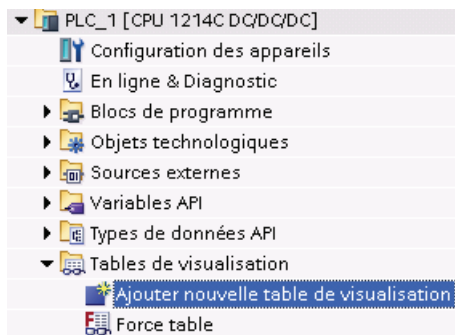 PLC_1 [CPU 1214C DC/DC/DC]
Configuration des appareils
En ligne & Diagnostic
Blocs de programme
Objets technologiques
Sources externes
Variables API
Types de données API
Tables de visualisation
Ajouter nouvelle table de visualisation
Force table